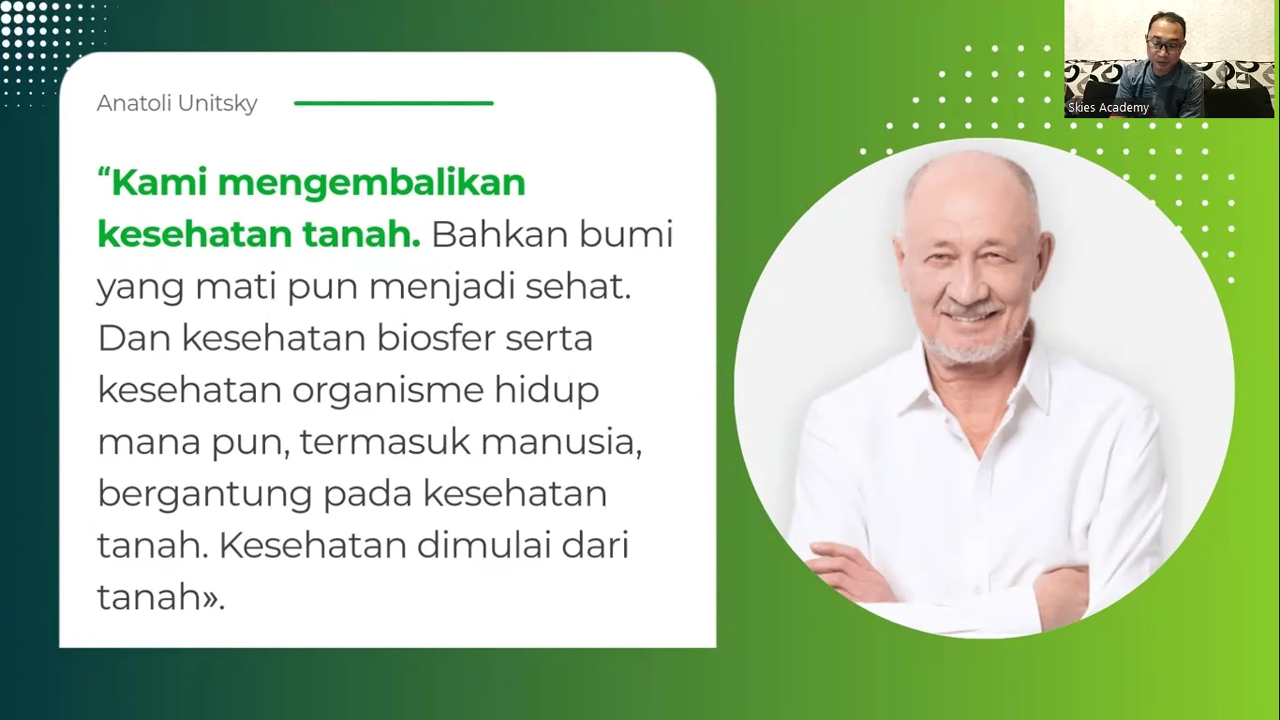 Anatoli Unitsky
“Kami mengembalikan
kesehatan tanah. Bahkan bumi
yang mati pun menjadi sehat.
Dan kesehatan biosfer serta
kesehatan organisme hidup
mana pun, termasuk manusia,
bergantung pada kesehatan
tanah. Kesehatan dimulai dari
tanah».
Skies Academy